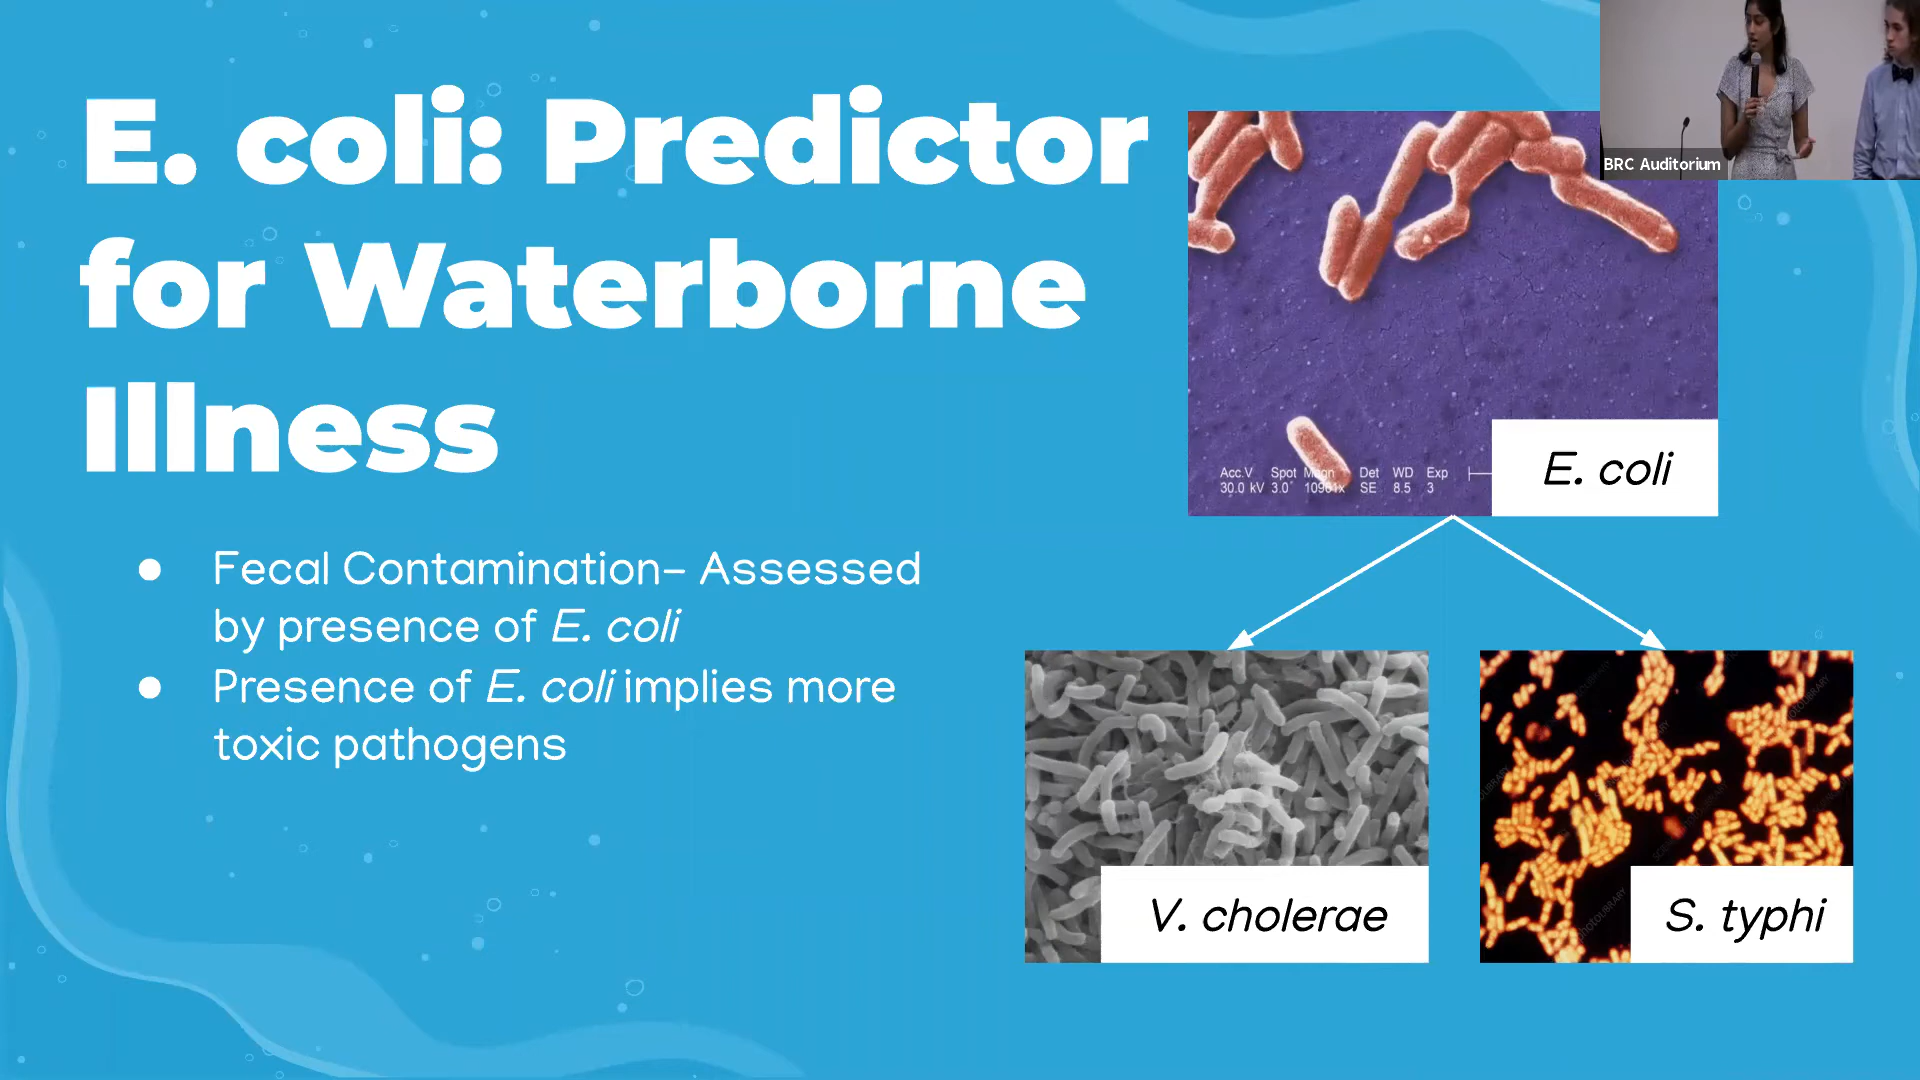 E. coli: Predictor
for Waterborne
Illness
Fecal Contamination- Assessed
by presence of E. coli
Presence of E. coli implies more
toxic pathogens
BRC Auditorium
Acc.V Spot Magn Det WD Exp
30.0 kV 3.0 10961x SE 8.5 3
E. coli
V. cholerae
S. typhi